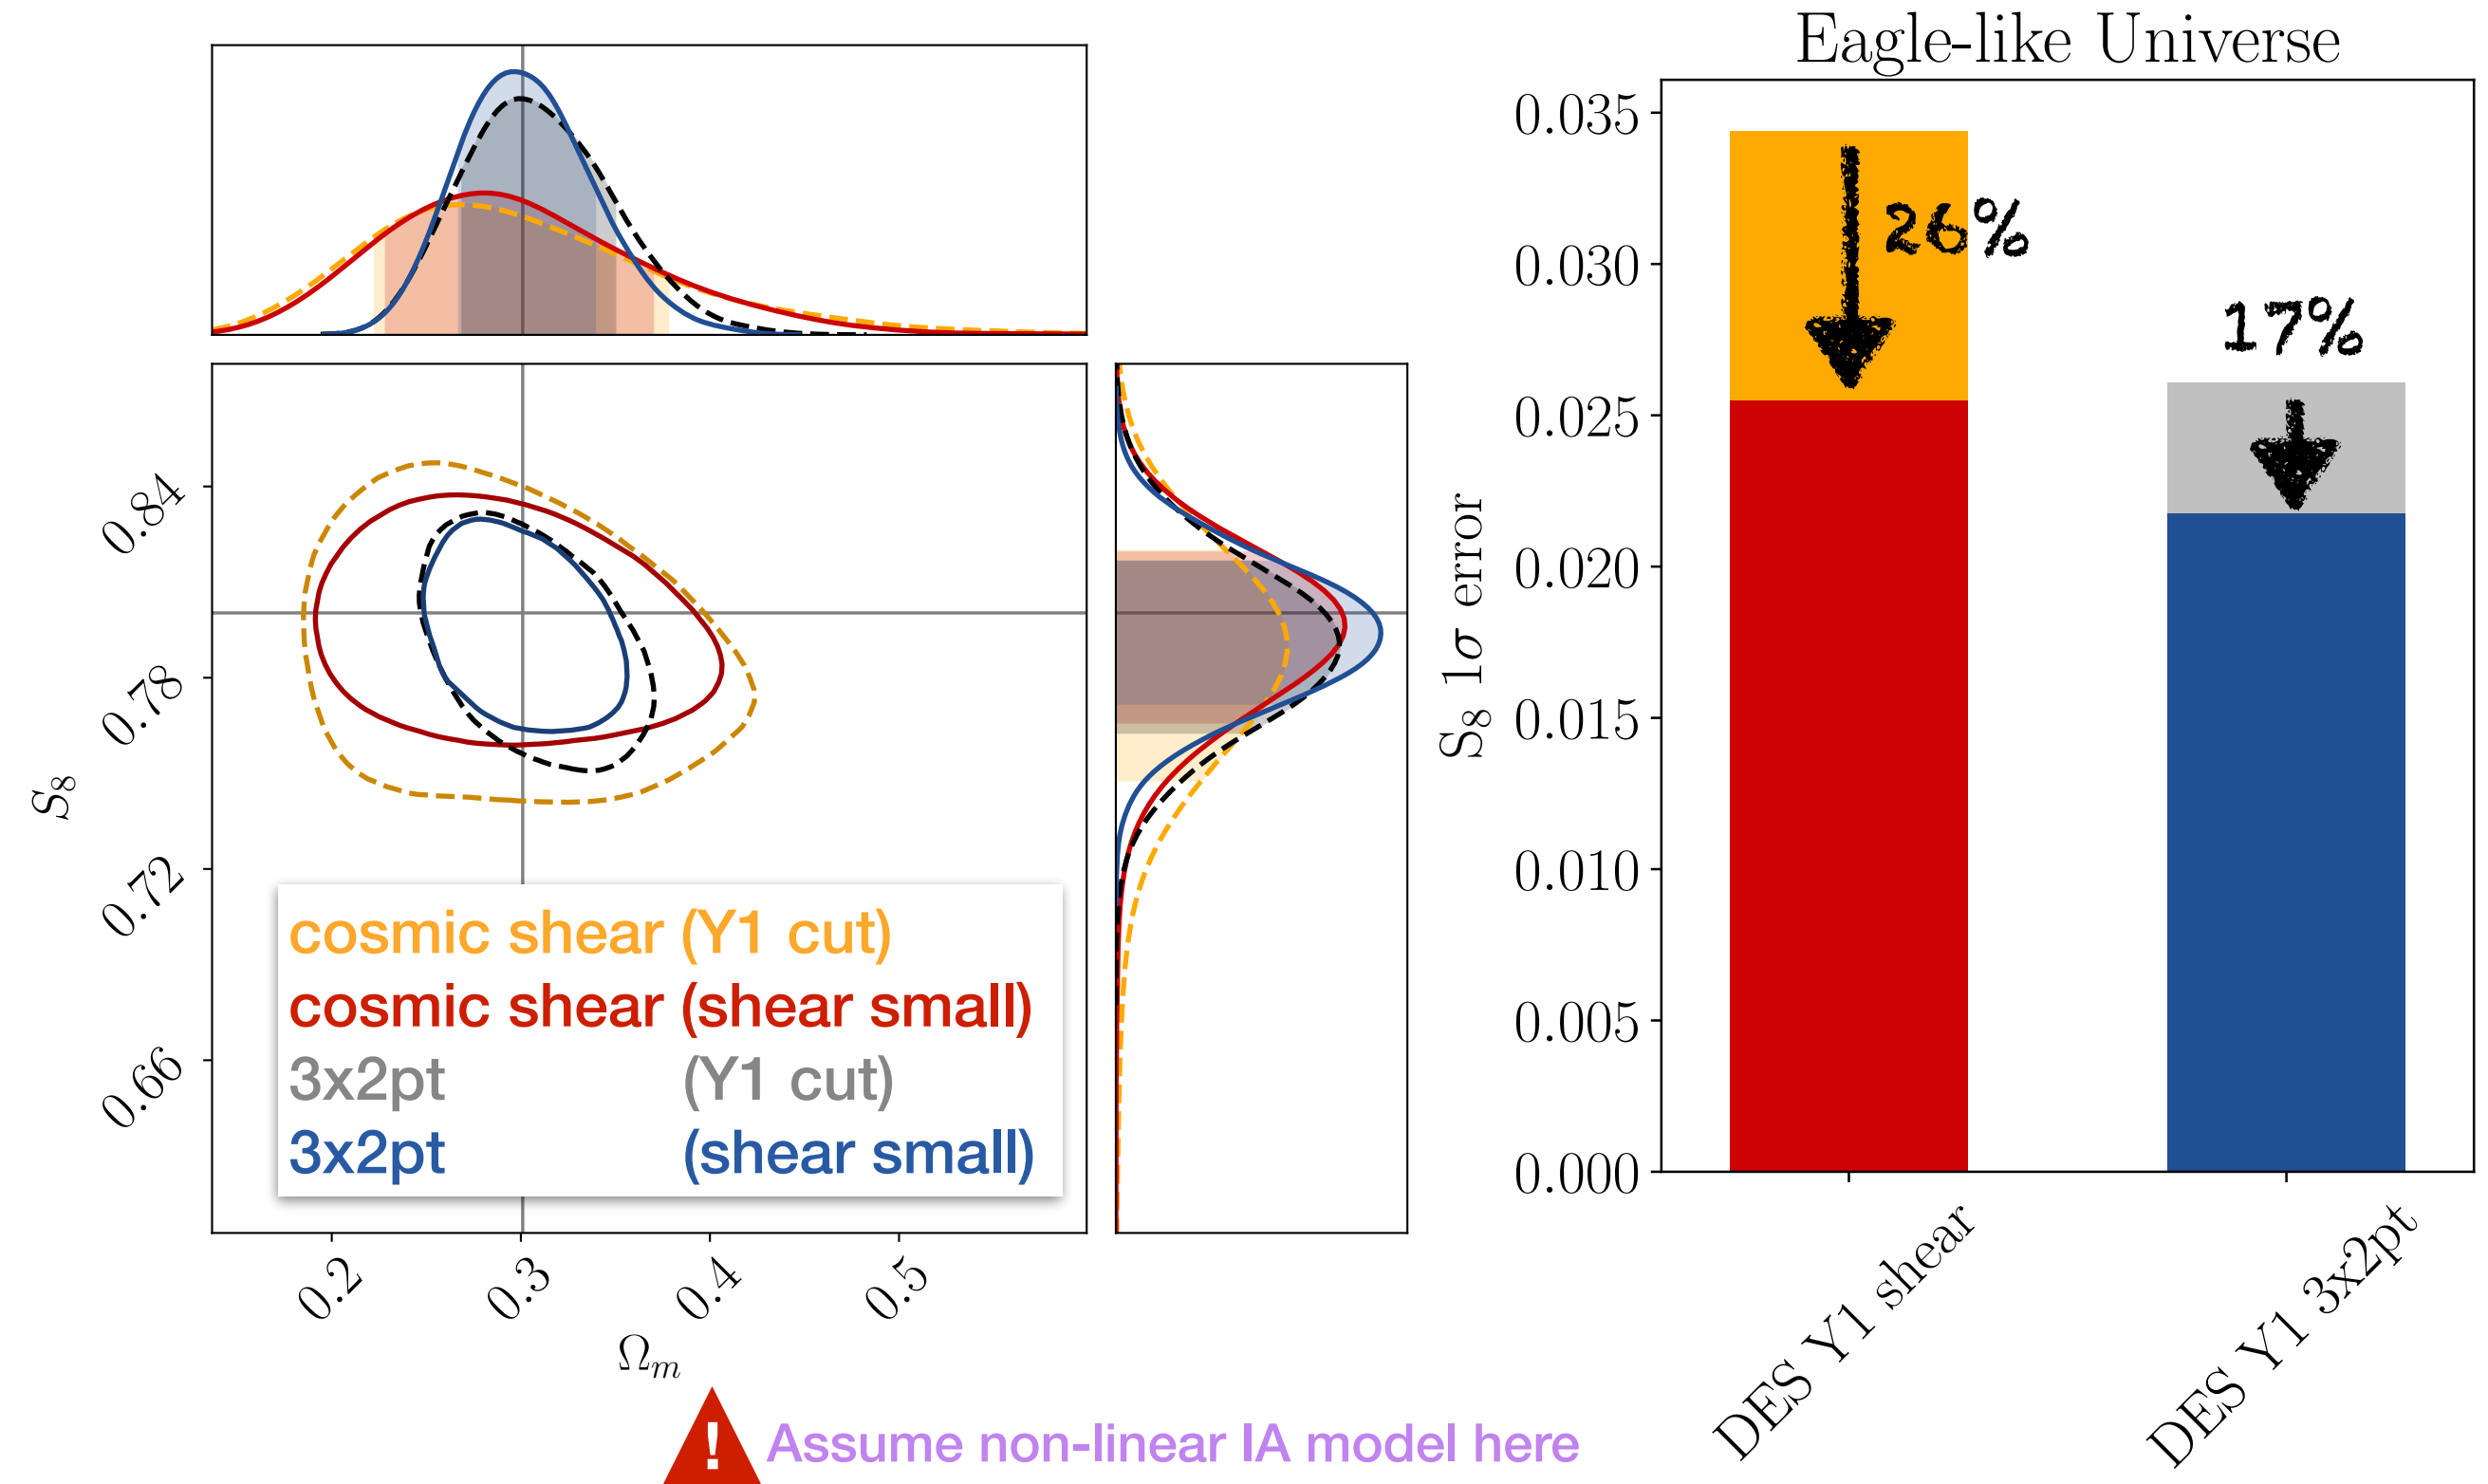 Eagle-like Universe
0.035
0.030
0.025
0.020
0.015
0.010
0.005
0.000
S₈ 1σ error
26%
17%
DES Y1 shear
DES Y1 3x2pt
0.84
0.78
0.72
0.66
S₈
cosmic shear (Y1 cut)
cosmic shear (shear small)
3x2pt (Y1 cut)
3x2pt (shear small)
0.2
0.3
0.4
0.5
Ωₘ
! Assume non-linear IA model here